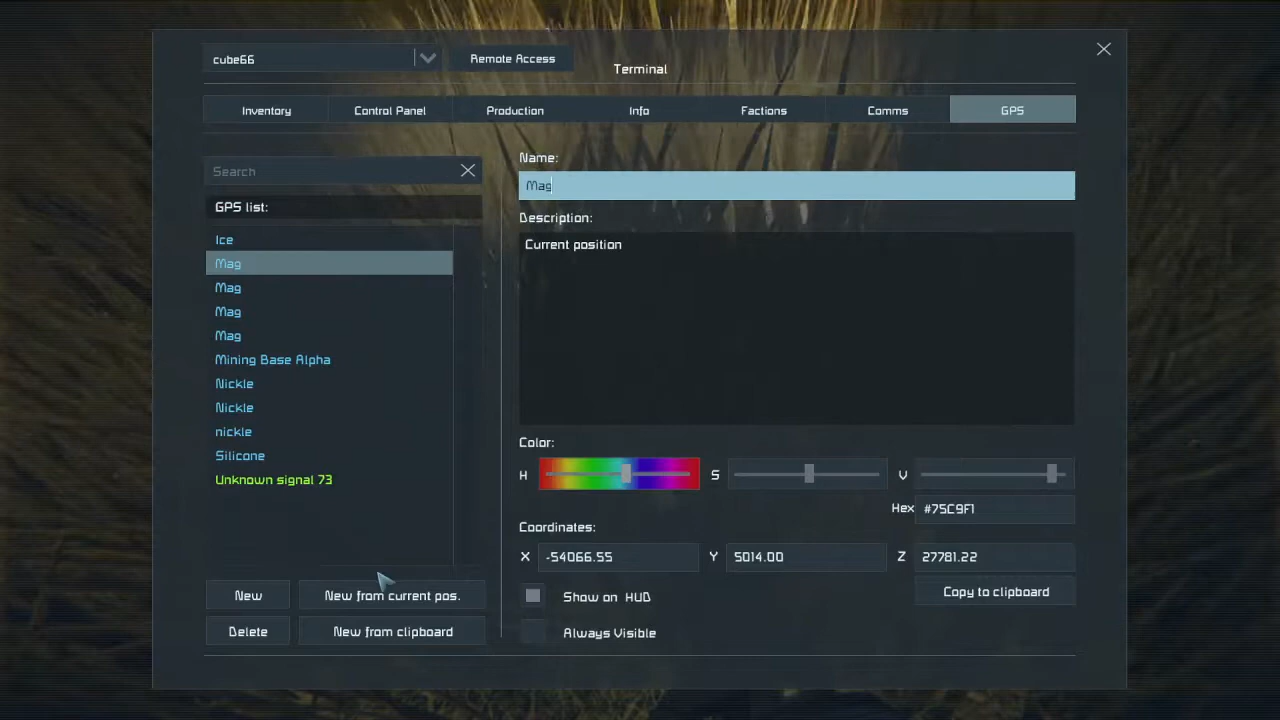 cube66
Remote Access
Terminal
Inventory
Control Panel
Production
Info
Factions
Comms
GPS
Search
GPS list:
Ice
Mag
Mag
Mag
Mag
Mining Base Alpha
Nickle
Nickle
nickle
Silicone
Unknown signal 73
New
New from current pos.
Delete
New from clipboard
Name:
Mag
Description:
Current position
Color:
H
S
V
Hex #75C9F1
Coordinates:
X -54066.55 Y 5014.00 Z 27781.22
Show on HUD
Copy to clipboard
Always Visible